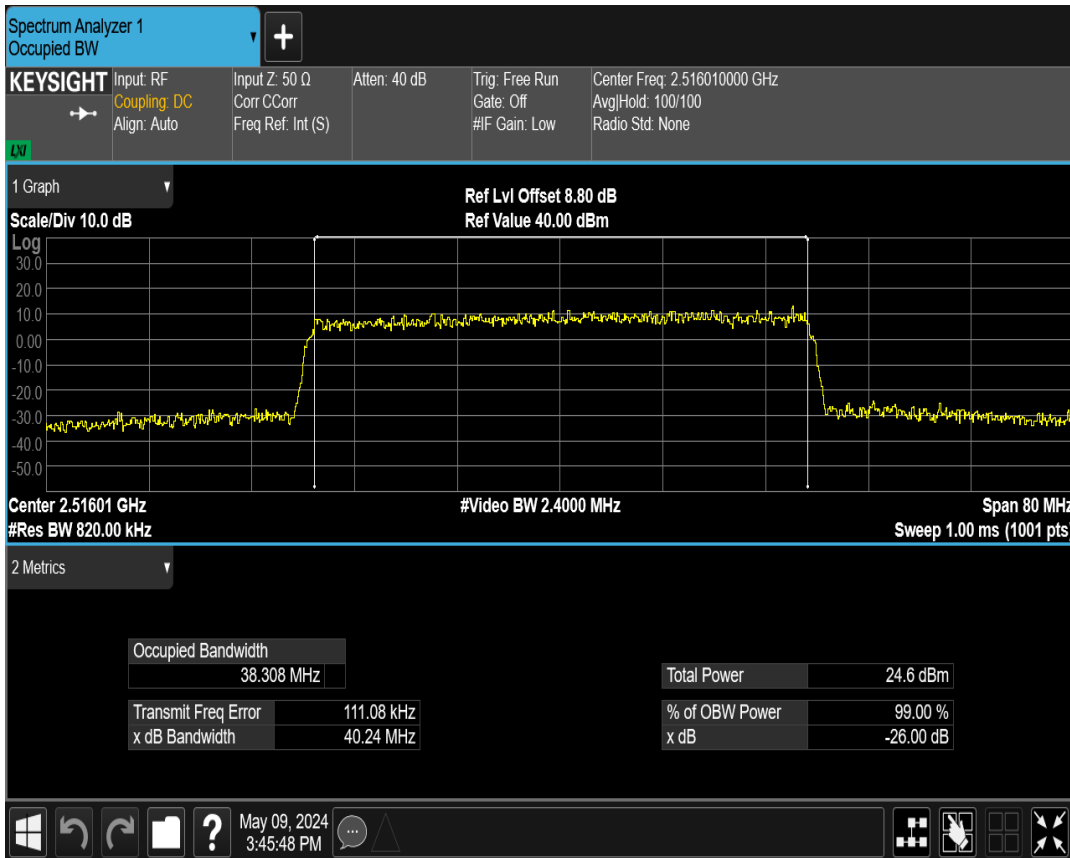 Spectrum Analyzer 1
Occupied BW
KEYSIGHT
LXI
Input: RF
Coupling: DC
Align: Auto
Input Z: 50 Ω
Corr CCorr
Freq Ref: Int (S)
Atten: 40 dB
Trig: Free Run
Gate: Off
#IF Gain: Low
Center Freq: 2.516010000 GHz
Avg|Hold: 100/100
Radio Std: None
1 Graph
Scale/Div 10.0 dB
Ref Lvl Offset 8.80 dB
Ref Value 40.00 dBm
Log
30.0
20.0
10.0
0.00
-10.0
-20.0
-30.0
-40.0
-50.0
Center 2.51601 GHz
#Video BW 2.4000 MHz
Span 80 MHz
#Res BW 820.00 kHz
Sweep 1.00 ms (1001 pts)
2 Metrics
Occupied Bandwidth
38.308 MHz
Total Power 24.6 dBm
Transmit Freq Error 111.08 kHz
% of OBW Power 99.00 %
x dB Bandwidth 40.24 MHz
x dB -26.00 dB
May 09, 2024
3:45:48 PM